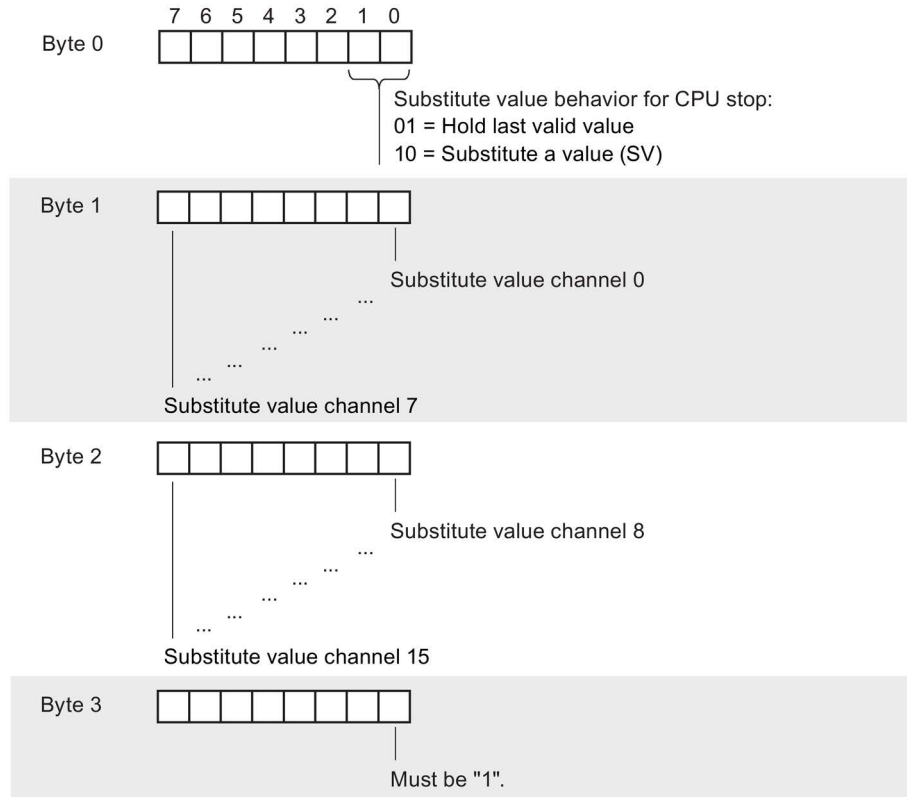 7 6 5 4 3 2 1 0
Byte 0
Substitute value behavior for CPU stop:
01 = Hold last valid value
10 = Substitute a value (SV)
Byte 1
Substitute value channel 0
...
...
...
...
...
...
Substitute value channel 7
Byte 2
Substitute value channel 8
...
...
...
...
...
...
Substitute value channel 15
Byte 3
Must be "1".